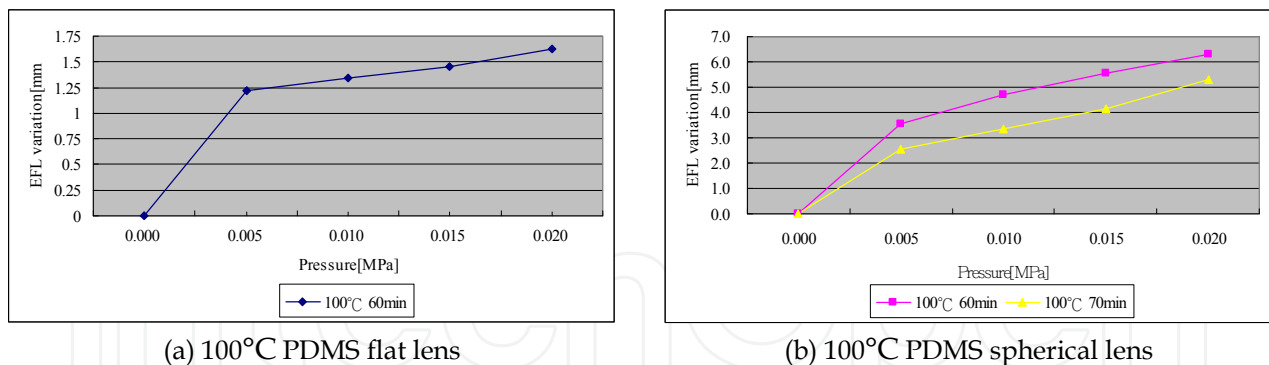 1.75
1.5
1.25
1
0.75
0.5
0.25
0
EFL variation[mm
0.000 0.005 0.010 0.015 0.020
Pressure[MPa]
100℃ 60min
(a) 100°C PDMS flat lens
7.0
6.0
5.0
4.0
3.0
2.0
1.0
0.0
EFL variation[mm
0.000 0.005 0.010 0.015 0.020
Pressure[MPa]
100℃ 60min 100℃ 70min
(b) 100°C PDMS spherical lens